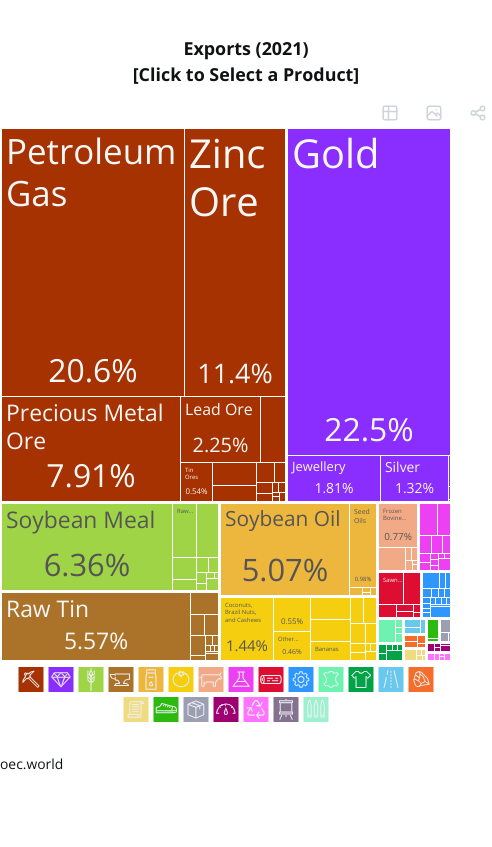 Exports (2021)
[Click to Select a Product]
Petroleum
Gas
20.6%
Zinc
Ore
11.4%
Gold
22.5%
Precious Metal
Ore
7.91%
Lead Ore
2.25%
Tin
Ores
0.54%
Jewellery
1.81%
Silver
1.32%
Soybean Meal
6.36%
Raw...
Soybean Oil
5.07%
Seed
Oils
0.98%
Frozen
Bovine...
0.77%
Raw Tin
5.57%
Coconuts,
Brazil Nuts,
and Cashews
1.44%
0.55%
Other...
0.46%
Bananas
Sawn...
oec.world